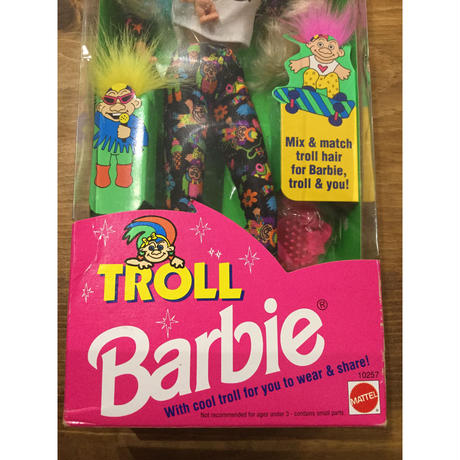 Mix & match
troll hair
for Barbie,
troll & you!
TROLL
Barbie®
With cool troll for you to wear & share!
10257
Not recommended for ages under 3 - contains small parts
MATTEL